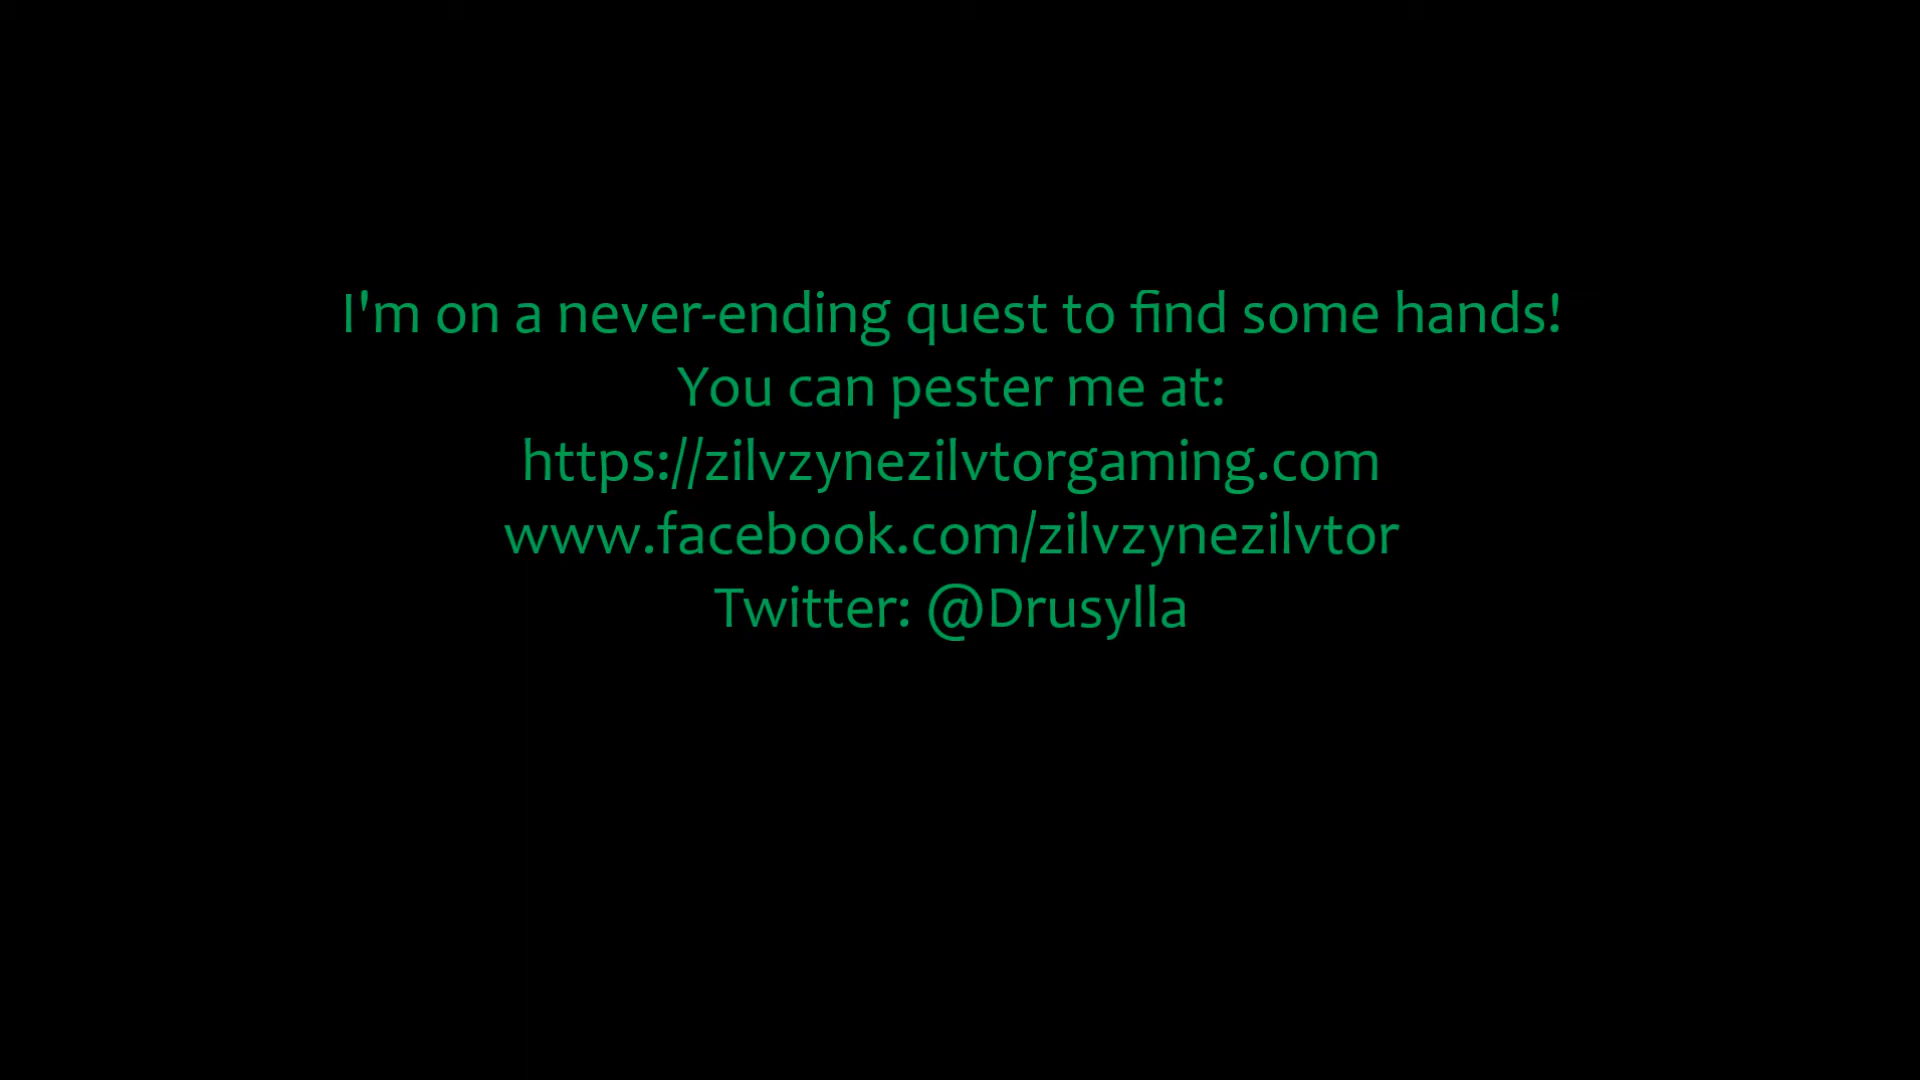 I'm on a never-ending quest to find some hands!
You can pester me at:
https://zilvzynezilvtorgaming.com
www.facebook.com/zilvzynezilvtor
Twitter: @Drusylla